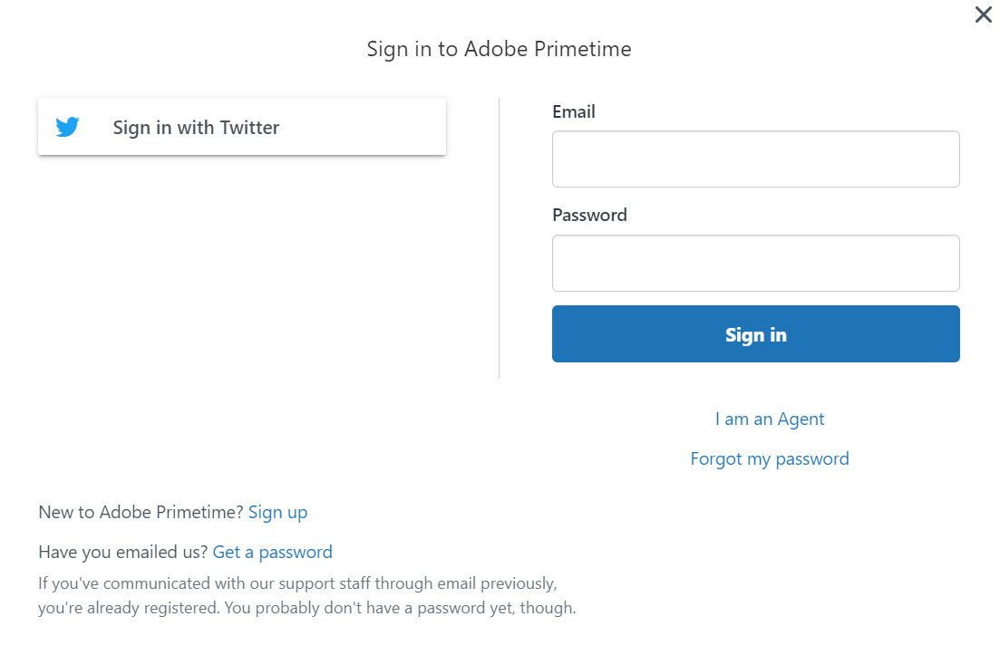 Sign in to Adobe Primetime
Sign in with Twitter
Email
Password
Sign in
I am an Agent
Forgot my password
New to Adobe Primetime? Sign up
Have you emailed us? Get a password
If you've communicated with our support staff through email previously,
you're already registered. You probably don't have a password yet, though.